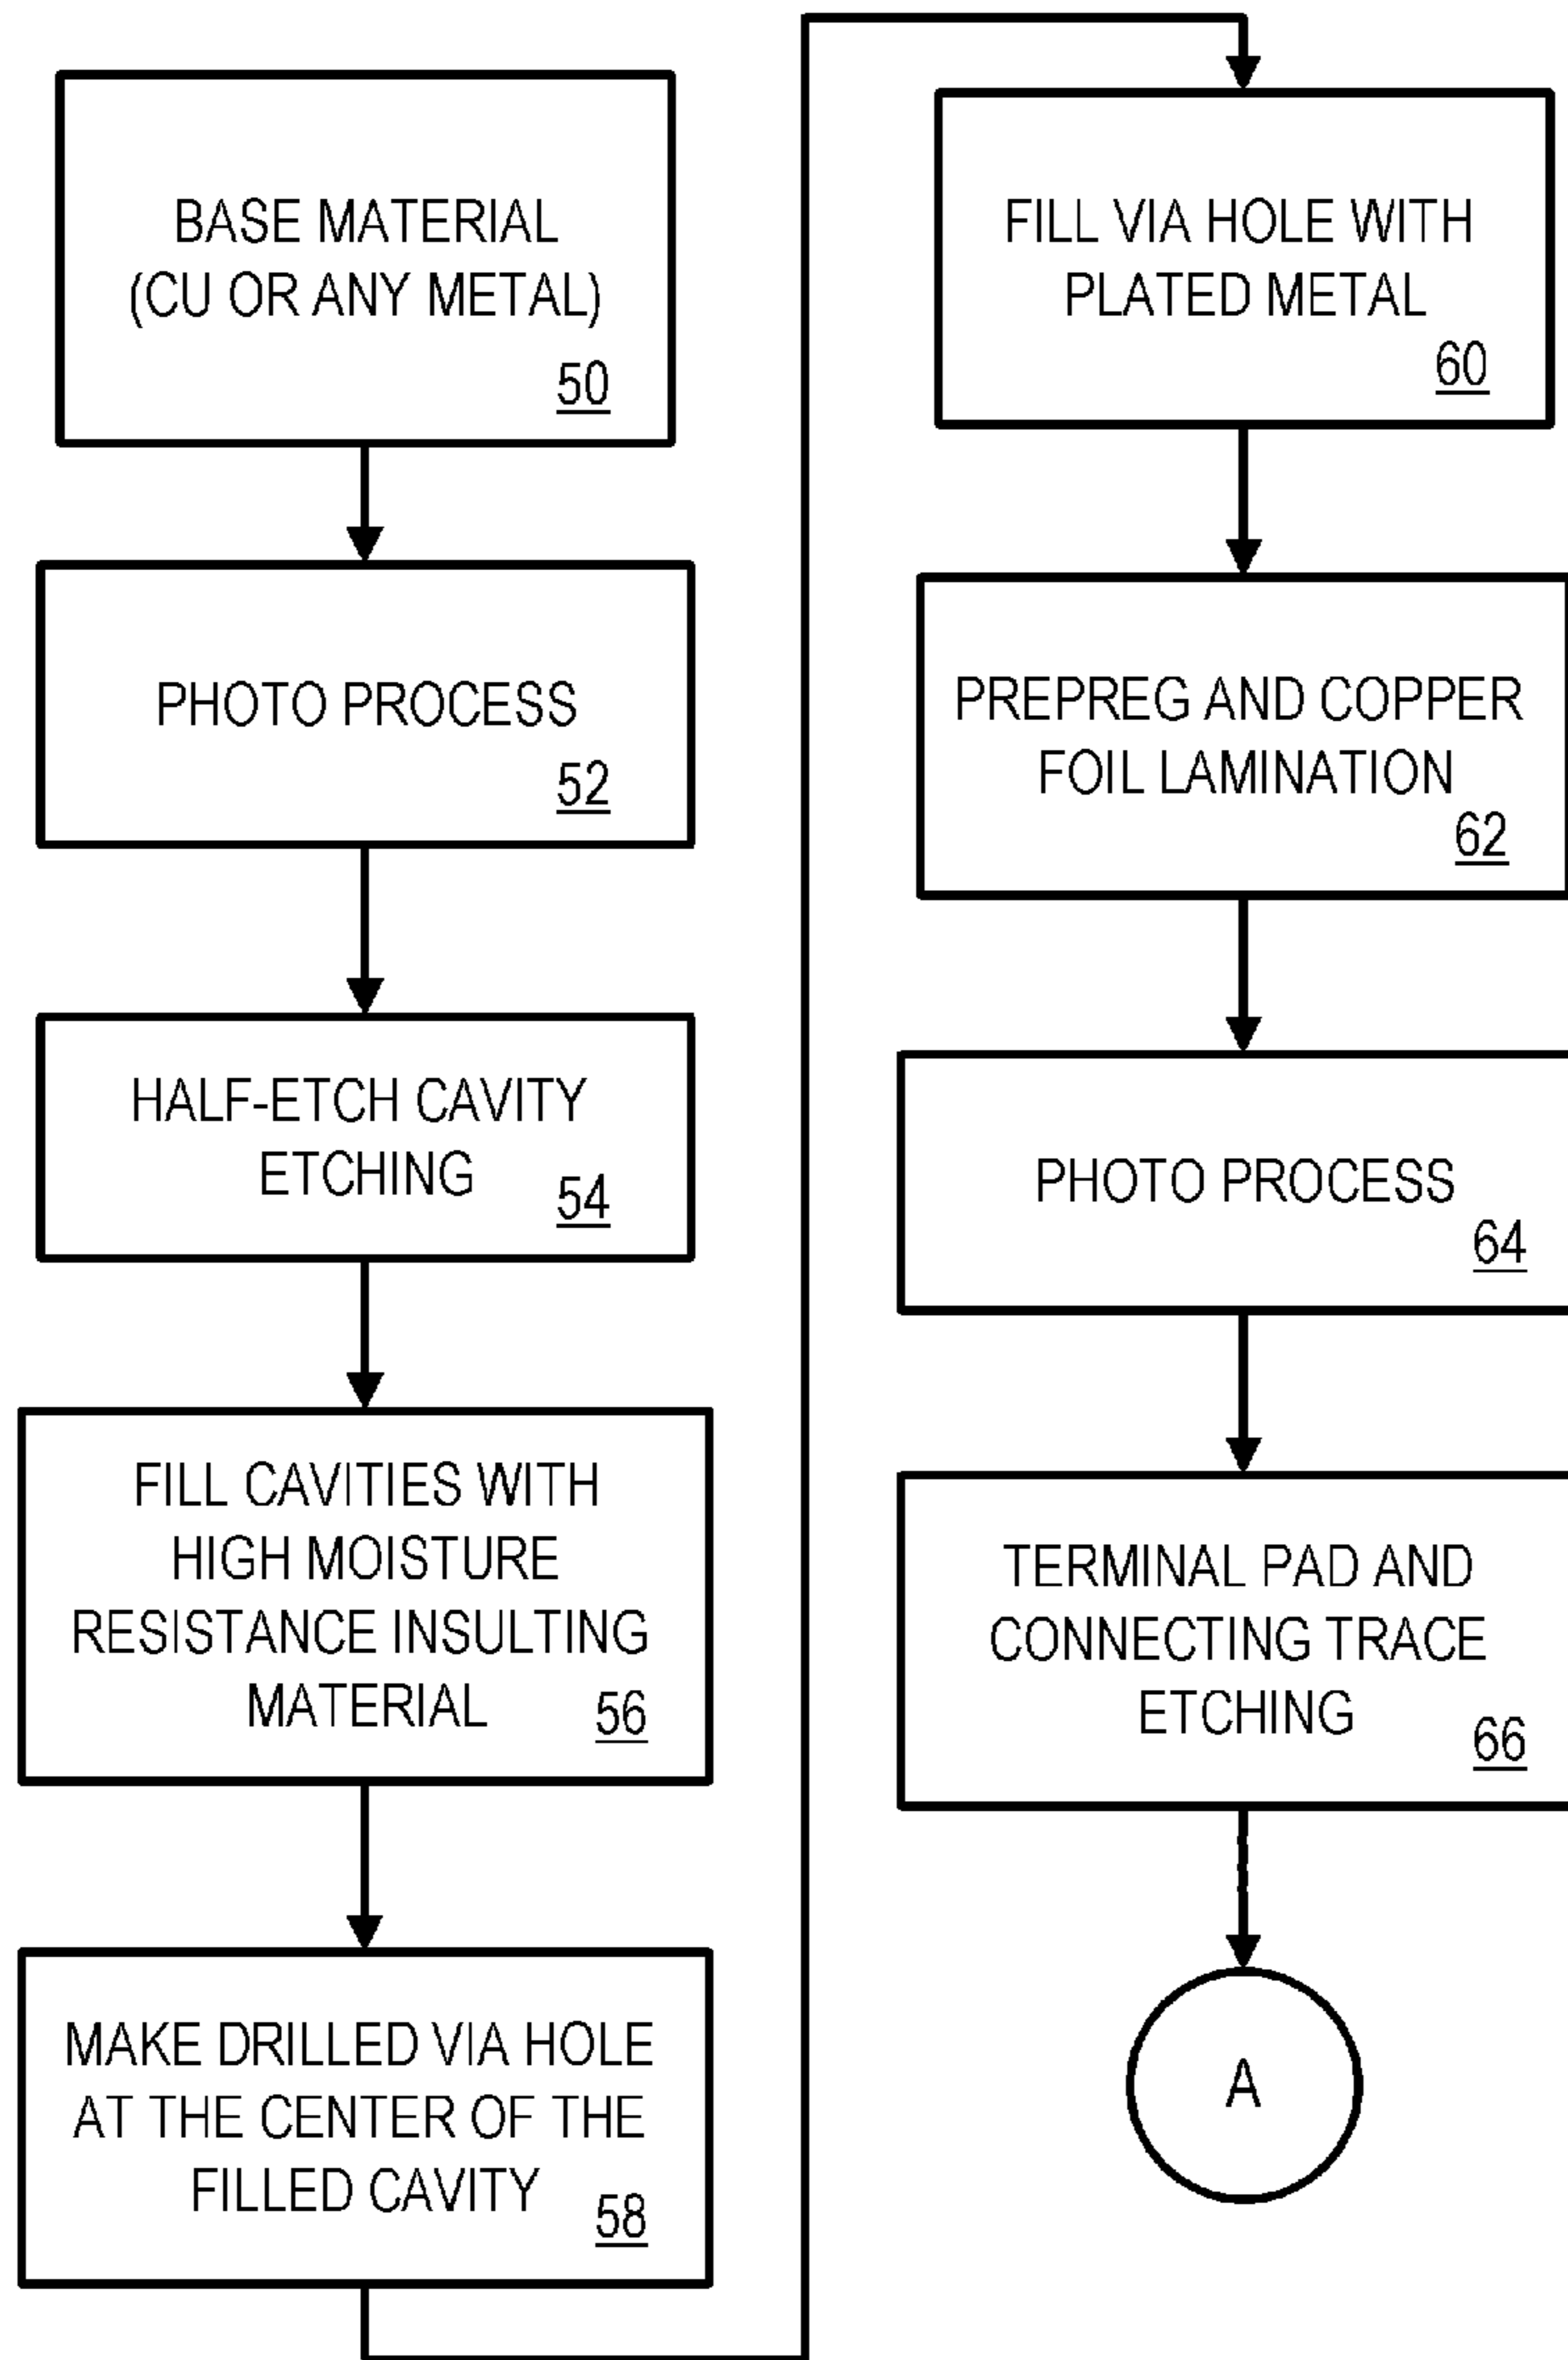 BASE MATERIAL
(CU OR ANY METAL)
50
PHOTO PROCESS
52
HALF-ETCH CAVITY
ETCHING
54
FILL CAVITIES WITH
HIGH MOISTURE
RESISTANCE INSULTING
MATERIAL
56
MAKE DRILLED VIA HOLE
AT THE CENTER OF THE
FILLED CAVITY
58
FILL VIA HOLE WITH
PLATED METAL
60
PREPREG AND COPPER
FOIL LAMINATION
62
PHOTO PROCESS
64
TERMINAL PAD AND
CONNECTING TRACE
ETCHING
66
A